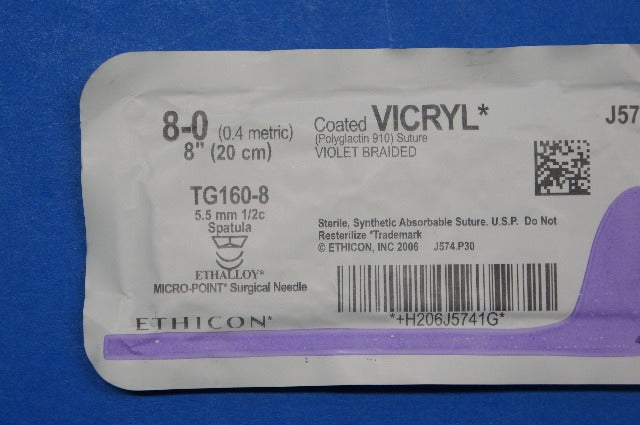 8-0 (0.4 metric)
8" (20 cm)
Coated VICRYL*
(Polyglactin 910) Suture
VIOLET BRAIDED
J57
TG160-8
5.5 mm 1/2c
Spatula
ETHALLOY*
MICRO-POINT* Surgical Needle
Sterile, Synthetic Absorbable Suture. U.S.P. Do Not
Resterilize *Trademark
© ETHICON, INC 2006 J574.P30
*+H206J5741G*
ETHICON*